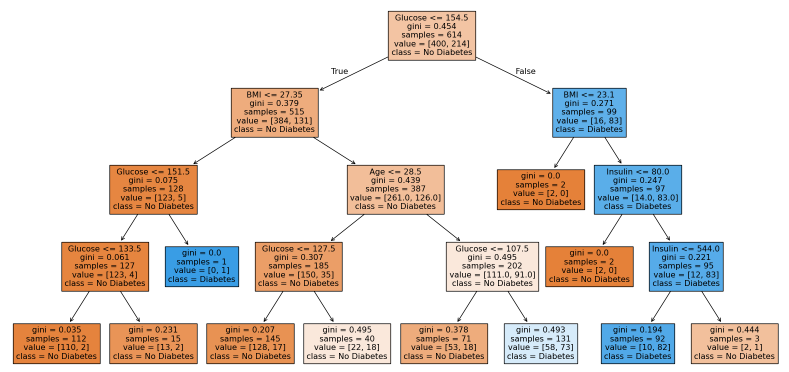 Glucose <= 154.5
gini = 0.454
samples = 614
value = [400, 214]
class = No Diabetes
True
False
BMI <= 27.35
gini = 0.379
samples = 515
value = [384, 131]
class = No Diabetes
BMI <= 23.1
gini = 0.271
samples = 99
value = [16, 83]
class = Diabetes
Glucose <= 151.5
gini = 0.075
samples = 128
value = [123, 5]
class = No Diabetes
Age <= 28.5
gini = 0.439
samples = 387
value = [261.0, 126.0]
class = No Diabetes
gini = 0.0
samples = 2
value = [2, 0]
class = No Diabetes
Insulin <= 80.0
gini = 0.247
samples = 97
value = [14.0, 83.0]
class = Diabetes
Glucose <= 133.5
gini = 0.061
samples = 127
value = [123, 4]
class = No Diabetes
gini = 0.0
samples = 1
value = [0, 1]
class = Diabetes
Glucose <= 127.5
gini = 0.307
samples = 185
value = [150, 35]
class = No Diabetes
Glucose <= 107.5
gini = 0.495
samples = 202
value = [111.0, 91.0]
class = No Diabetes
gini = 0.0
samples = 2
value = [2, 0]
class = No Diabetes
Insulin <= 544.0
gini = 0.221
samples = 95
value = [12, 83]
class = Diabetes
gini = 0.035
samples = 112
value = [110, 2]
class = No Diabetes
gini = 0.231
samples = 15
value = [13, 2]
class = No Diabetes
gini = 0.207
samples = 145
value = [128, 17]
class = No Diabetes
gini = 0.495
samples = 40
value = [22, 18]
class = No Diabetes
gini = 0.378
samples = 71
value = [53, 18]
class = No Diabetes
gini = 0.493
samples = 131
value = [58, 73]
class = Diabetes
gini = 0.194
samples = 92
value = [10, 82]
class = Diabetes
gini = 0.444
samples = 3
value = [2, 1]
class = No Diabetes